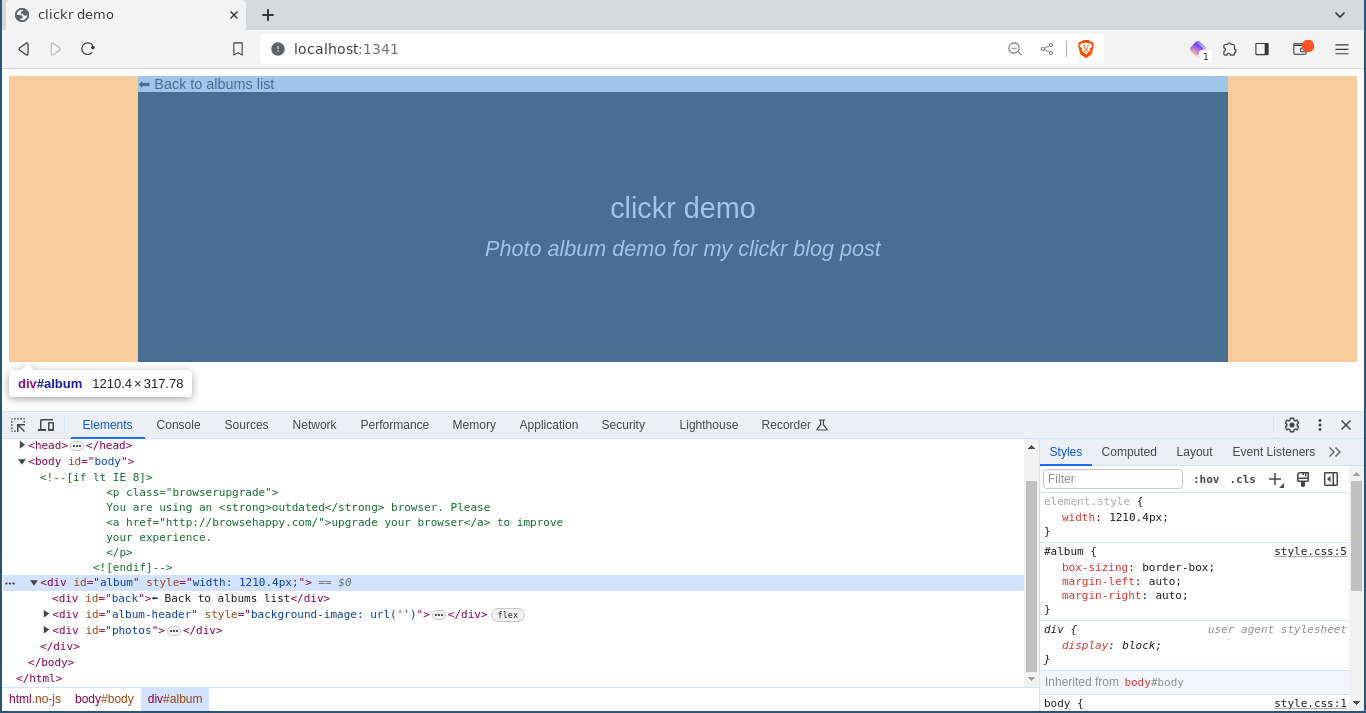 clickr demo
localhost:1341
1
⬅ Back to albums list
clickr demo
Photo album demo for my clickr blog post
div#album 1210.4 × 317.78
Elements Console Sources Network Performance Memory Application Security Lighthouse Recorder
<head> ⋯ </head>
<body id="body">
<!--[if lt IE 8]>
<p class="browserupgrade">
You are using an <strong>outdated</strong> browser. Please
<a href="http://browsehappy.com/">upgrade your browser</a> to improve
your experience.
</p>
<![endif]-->
<div id="album" style="width: 1210.4px;"> == $0
<div id="back">⬅ Back to albums list</div>
<div id="album-header" style="background-image: url('')"> ⋯ </div> flex
<div id="photos"> ⋯ </div>
</div>
</body>
</html>
html.no-js body#body div#album
Styles Computed Layout Event Listeners
Filter :hov .cls
element.style {
width: 1210.4px;
}
#album { style.css:5
box-sizing: border-box;
margin-left: auto;
margin-right: auto;
}
div { user agent stylesheet
display: block;
}
Inherited from body#body
body { style.css:1